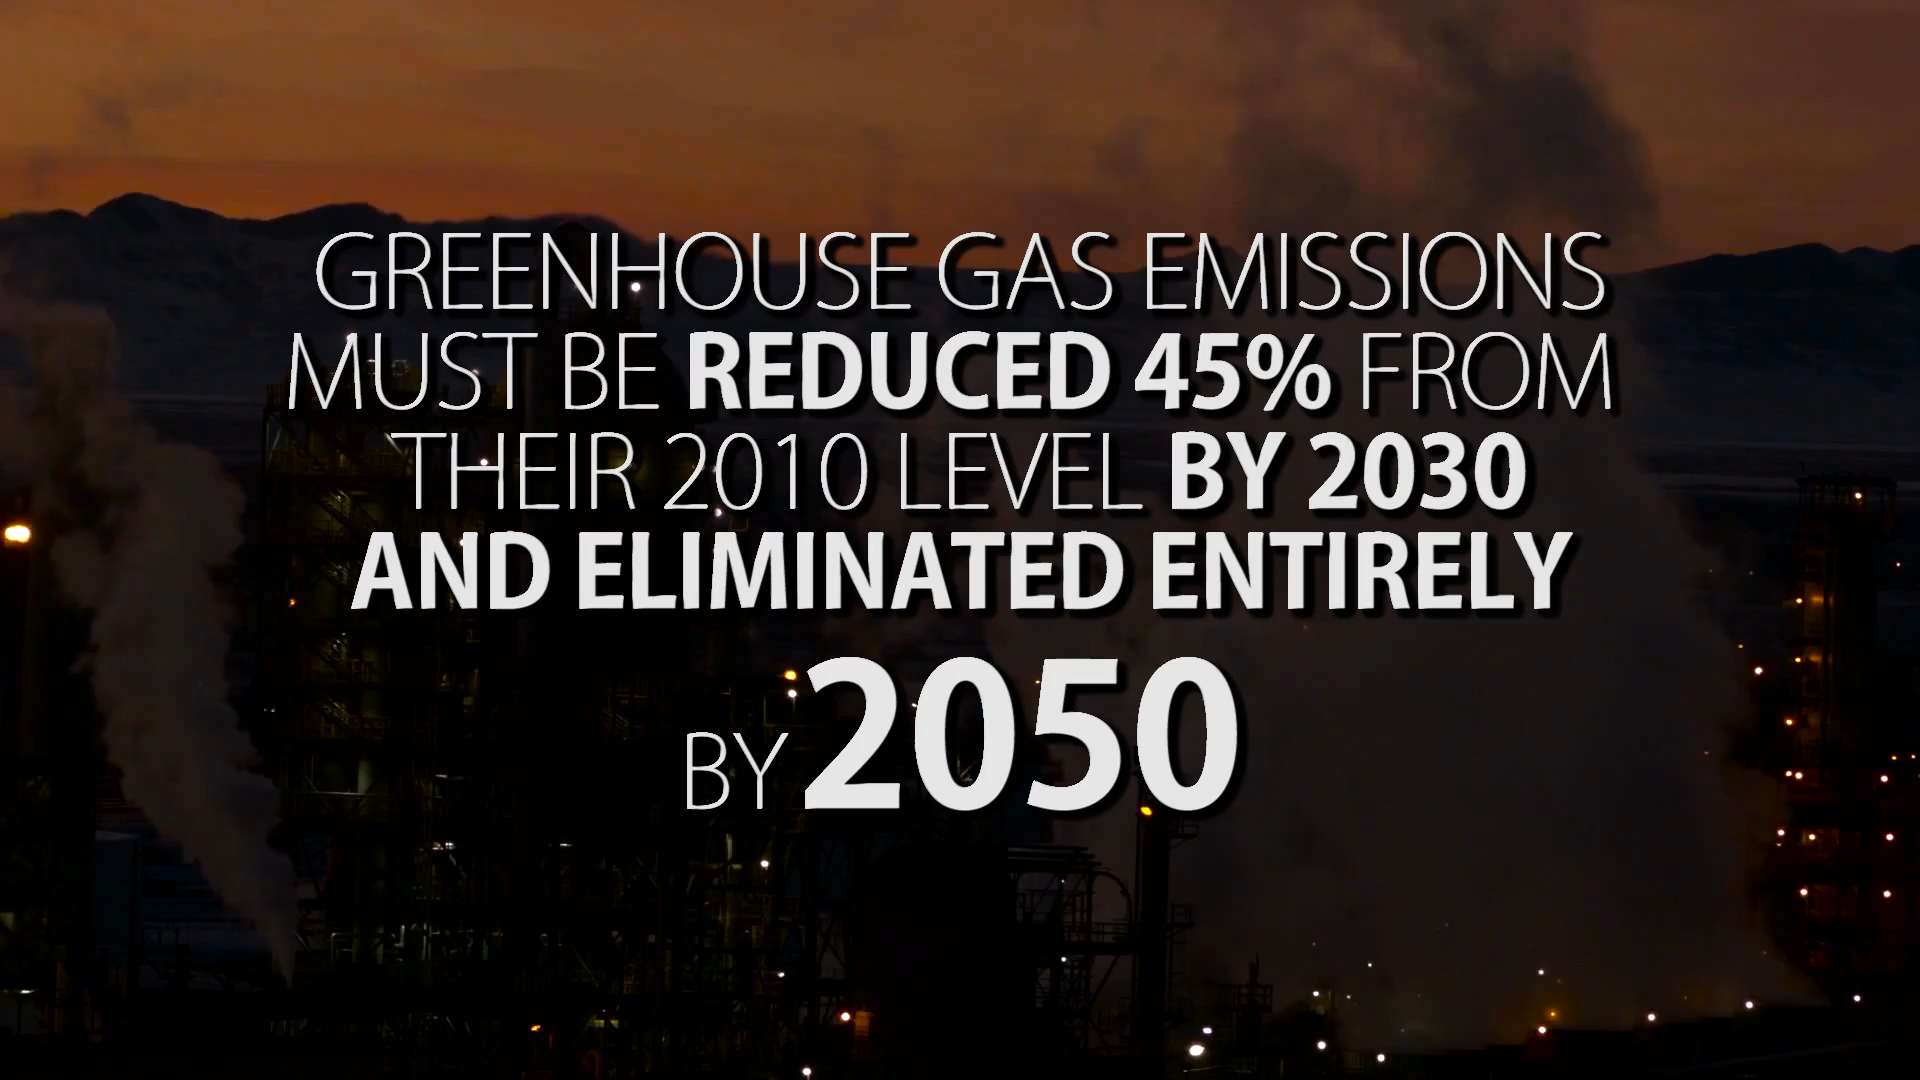 GREENHOUSE GAS EMISSIONS
MUST BE REDUCED 45% FROM
THEIR 2010 LEVEL BY 2030
AND ELIMINATED ENTIRELY
BY 2050